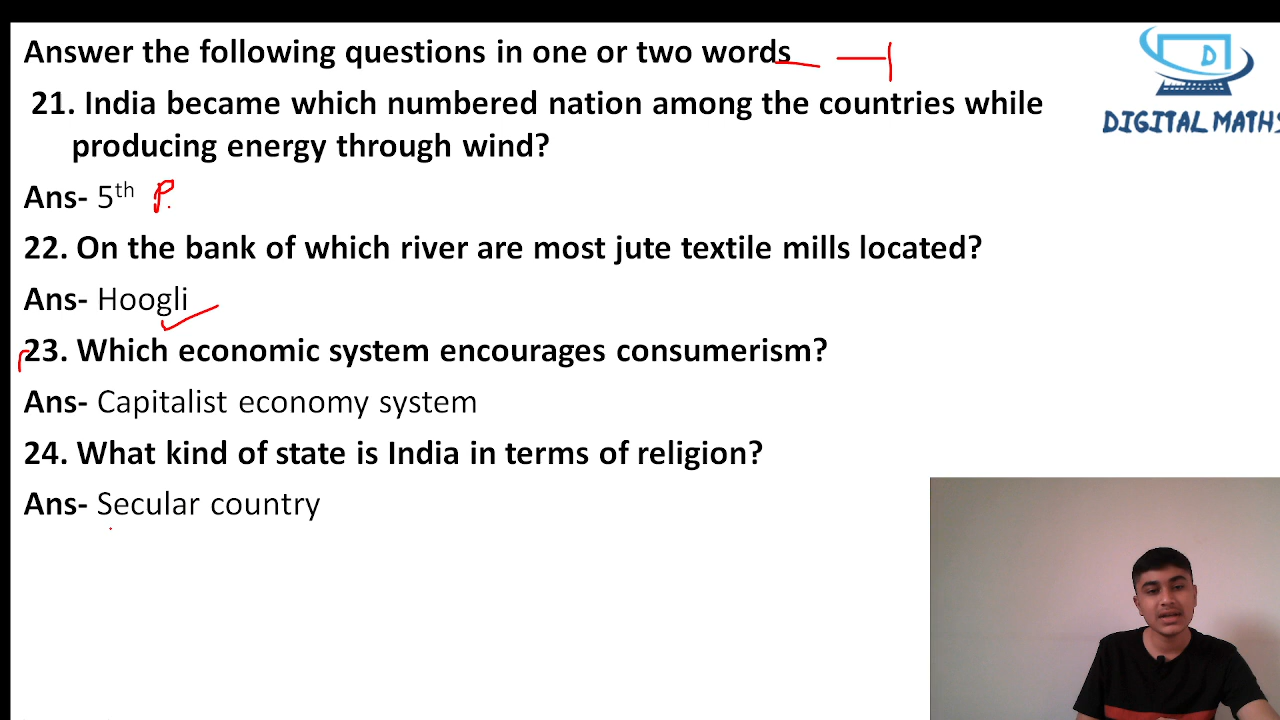 Answer the following questions in one or two words
D
DIGITAL MATHS
21. India became which numbered nation among the countries while
producing energy through wind?
Ans- 5th P.
22. On the bank of which river are most jute textile mills located?
Ans- Hoogli
23. Which economic system encourages consumerism?
Ans- Capitalist economy system
24. What kind of state is India in terms of religion?
Ans- Secular country